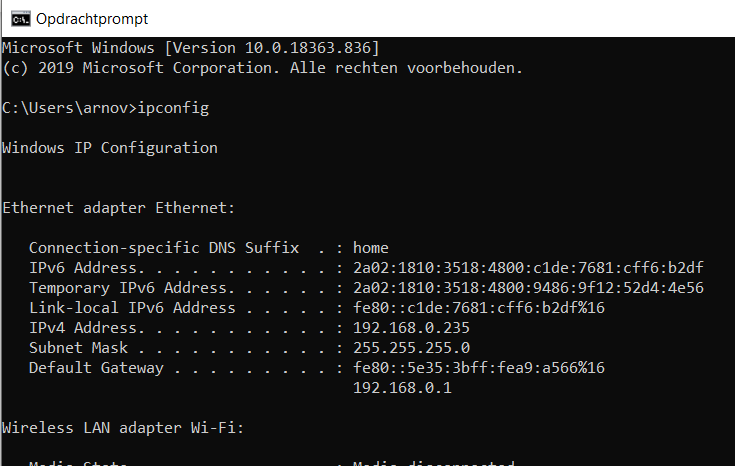 Opdrachtprompt
Microsoft Windows [Version 10.0.18363.836]
(c) 2019 Microsoft Corporation. Alle rechten voorbehouden.
C:\Users\arnov>ipconfig
Windows IP Configuration
Ethernet adapter Ethernet:
   Connection-specific DNS Suffix  . : home
   IPv6 Address. . . . . . . . . . . : 2a02:1810:3518:4800:c1de:7681:cff6:b2df
   Temporary IPv6 Address. . . . . . : 2a02:1810:3518:4800:9486:9f12:52d4:4e56
   Link-local IPv6 Address . . . . . : fe80::c1de:7681:cff6:b2df%16
   IPv4 Address. . . . . . . . . . . : 192.168.0.235
   Subnet Mask . . . . . . . . . . . : 255.255.255.0
   Default Gateway . . . . . . . . . : fe80::5e35:3bff:fea9:a566%16
                                       192.168.0.1
Wireless LAN adapter Wi-Fi:
   Media State . . . . . . . . . . . : Media disconnected